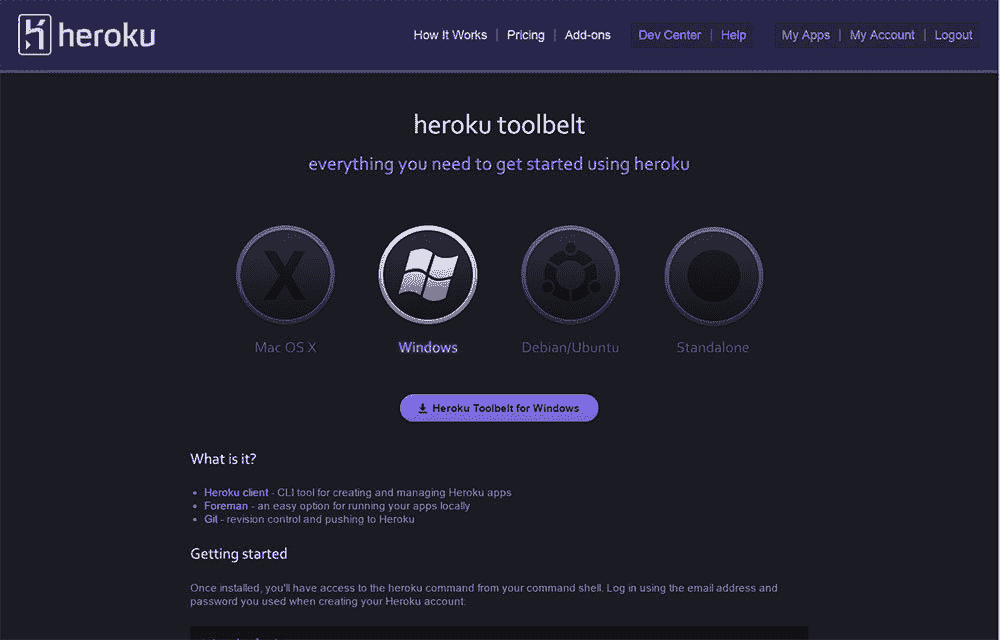 heroku
How It Works | Pricing | Add-ons Dev Center | Help My Apps | My Account | Logout
heroku toolbelt
everything you need to get started using heroku
X
Mac OS X Windows Debian/Ubuntu Standalone
Heroku Toolbelt for Windows
What is it?
• Heroku client - CLI tool for creating and managing Heroku apps
• Foreman - an easy option for running your apps locally
• Git - revision control and pushing to Heroku
Getting started
Once installed, you'll have access to the heroku command from your command shell. Log in using the email address and
password you used when creating your Heroku account: